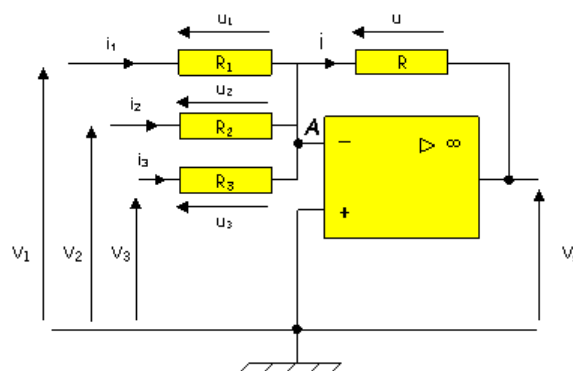 u₁ u
i₁ R₁ i R
u₂
i₂ R₂ A − ▷ ∞
i₃ R₃ +
u₃
V₁ V₂ V₃